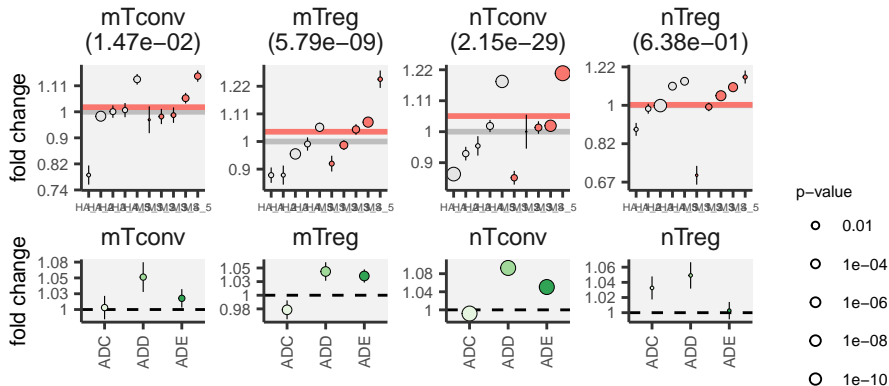 mTconv
(1.47e−02)
mTreg
(5.79e−09)
nTconv
(2.15e−29)
nTreg
(6.38e−01)
fold change
1.11
1
0.9
0.82
0.74
1.22
1.11
1
0.9
1.22
1.11
1
0.9
1.22
1
0.82
0.67
mTconv
mTreg
nTconv
nTreg
fold change
1.08
1.05
1.03
1
1.05
1.03
1
0.98
1.08
1.04
1
1.06
1.04
1.02
1
ADC
ADD
ADE
ADC
ADD
ADE
ADC
ADD
ADE
ADC
ADD
ADE
p−value
0.01
1e−04
1e−06
1e−08
1e−10